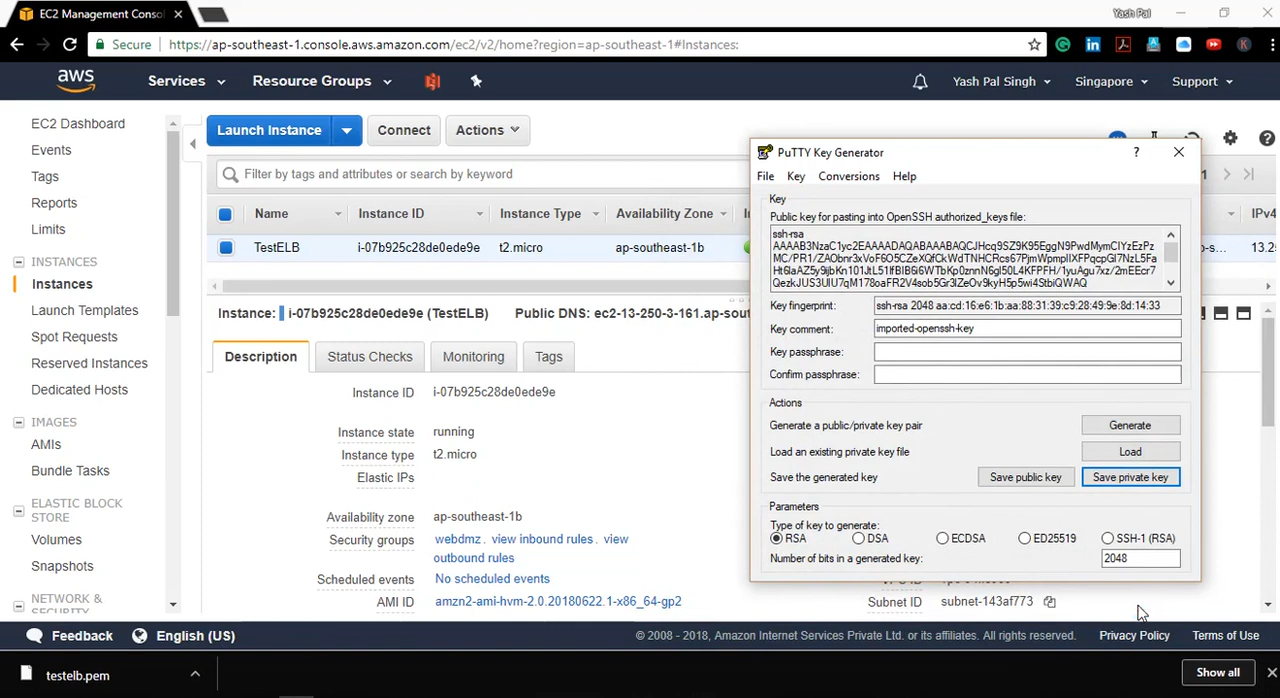 EC2 Management Consol
Yash Pal
Secure https://ap-southeast-1.console.aws.amazon.com/ec2/v2/home?region=ap-southeast-1#Instances:
aws Services Resource Groups Yash Pal Singh Singapore Support
EC2 Dashboard
Events
Tags
Reports
Limits
INSTANCES
Instances
Launch Templates
Spot Requests
Reserved Instances
Dedicated Hosts
IMAGES
AMIs
Bundle Tasks
ELASTIC BLOCK
STORE
Volumes
Snapshots
NETWORK &
SECURITY
Launch Instance Connect Actions
Filter by tags and attributes or search by keyword
Name Instance ID Instance Type Availability Zone IPv4
TestELB i-07b925c28de0ede9e t2.micro ap-southeast-1b 13.2
Instance: i-07b925c28de0ede9e (TestELB) Public DNS: ec2-13-250-3-161.ap-sou
Description Status Checks Monitoring Tags
Instance ID i-07b925c28de0ede9e
Instance state running
Instance type t2.micro
Elastic IPs
Availability zone ap-southeast-1b
Security groups webdmz. view inbound rules. view
outbound rules
Scheduled events No scheduled events
AMI ID amzn2-ami-hvm-2.0.20180622.1-x86_64-gp2
Subnet ID subnet-143af773
PuTTY Key Generator
File Key Conversions Help
Key
Public key for pasting into OpenSSH authorized_keys file:
ssh-rsa
Key fingerprint: ssh-rsa 2048 aa:cd:16:e6:1b:aa:88:31:39:c9:28:49:9e:8d:14:33
Key comment: imported-openssh-key
Key passphrase:
Confirm passphrase:
Actions
Generate a public/private key pair Generate
Load an existing private key file Load
Save the generated key Save public key Save private key
Parameters
Type of key to generate:
RSA DSA ECDSA ED25519 SSH-1 (RSA)
Number of bits in a generated key: 2048
Feedback English (US) © 2008 - 2018, Amazon Internet Services Private Ltd. or its affiliates. All rights reserved. Privacy Policy Terms of Use
testelb.pem Show all